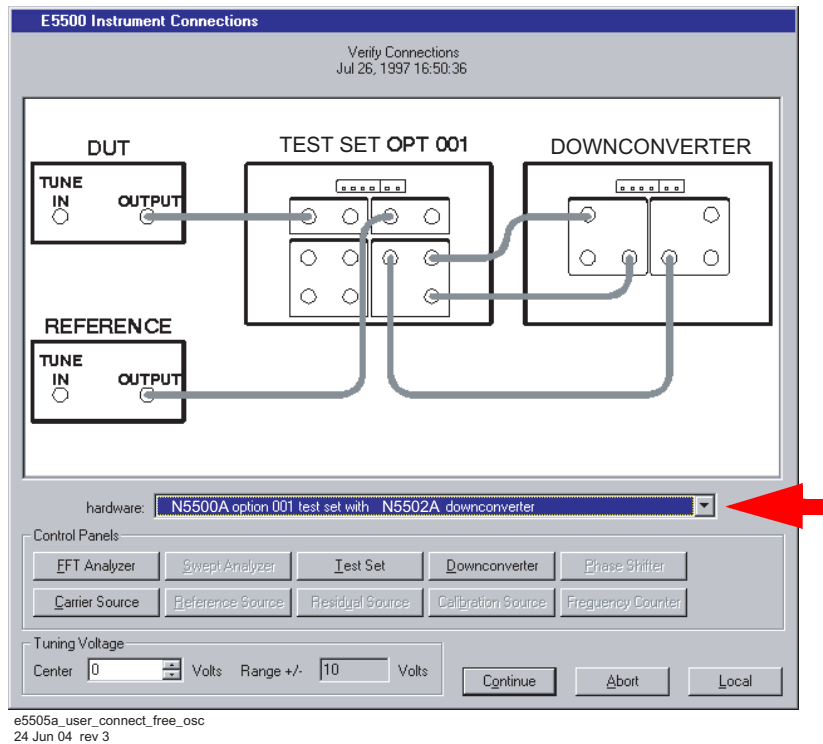 E5500 Instrument Connections
Verify Connections
Jul 26, 1997 16:50:36
DUT
TEST SET OPT 001
DOWNCONVERTER
TUNE
IN
OUTPUT
REFERENCE
TUNE
IN
OUTPUT
hardware: N5500A option 001 test set with N5502A downconverter
Control Panels
FFT Analyzer Swept Analyzer Test Set Downconverter Phase Shifter
Carrier Source Reference Source Residual Source Calibration Source Frequency Counter
Tuning Voltage
Center 0 Volts Range +/- 10 Volts
Continue Abort Local
e5505a_user_connect_free_osc
24 Jun 04 rev 3